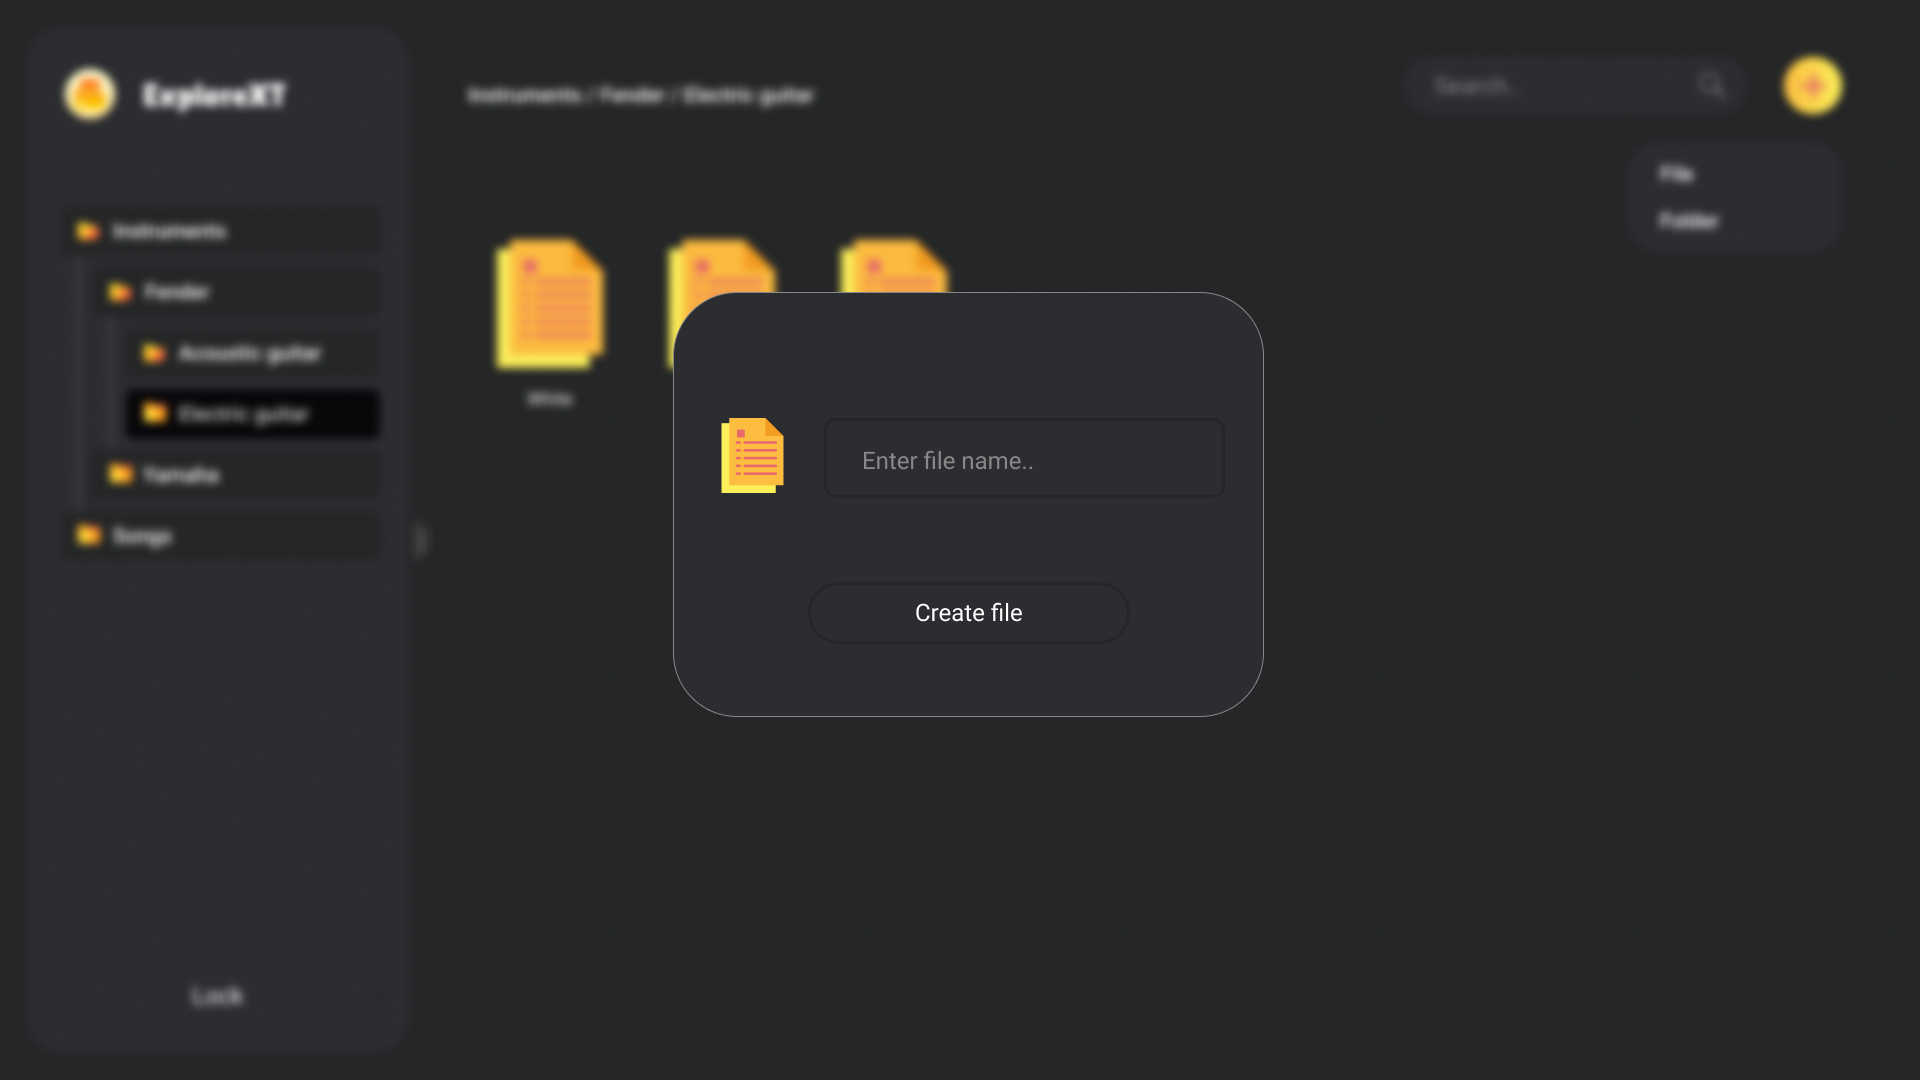 ExploreXT
Instruments / Fender / Electric guitar
Search..
File
Folder
Instruments
Fender
Acoustic guitar
Electric guitar
Yamaha
Songs
White
Enter file name..
Create file
Lock